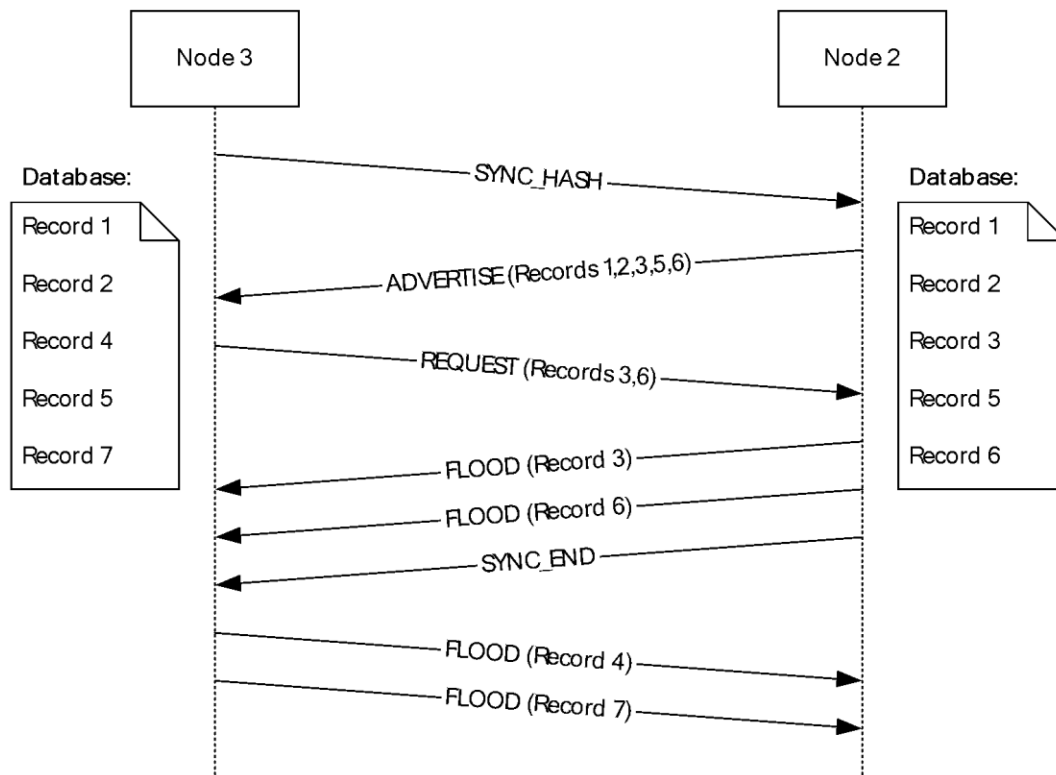 Node 3
Node 2
SYNC_HASH
Database:
Record 1
Record 2
Record 4
Record 5
Record 7
Database:
Record 1
Record 2
Record 3
Record 5
Record 6
ADVERTISE (Records 1,2,3,5,6)
REQUEST (Records 3,6)
FLOOD (Record 3)
FLOOD (Record 6)
SYNC_END
FLOOD (Record 4)
FLOOD (Record 7)